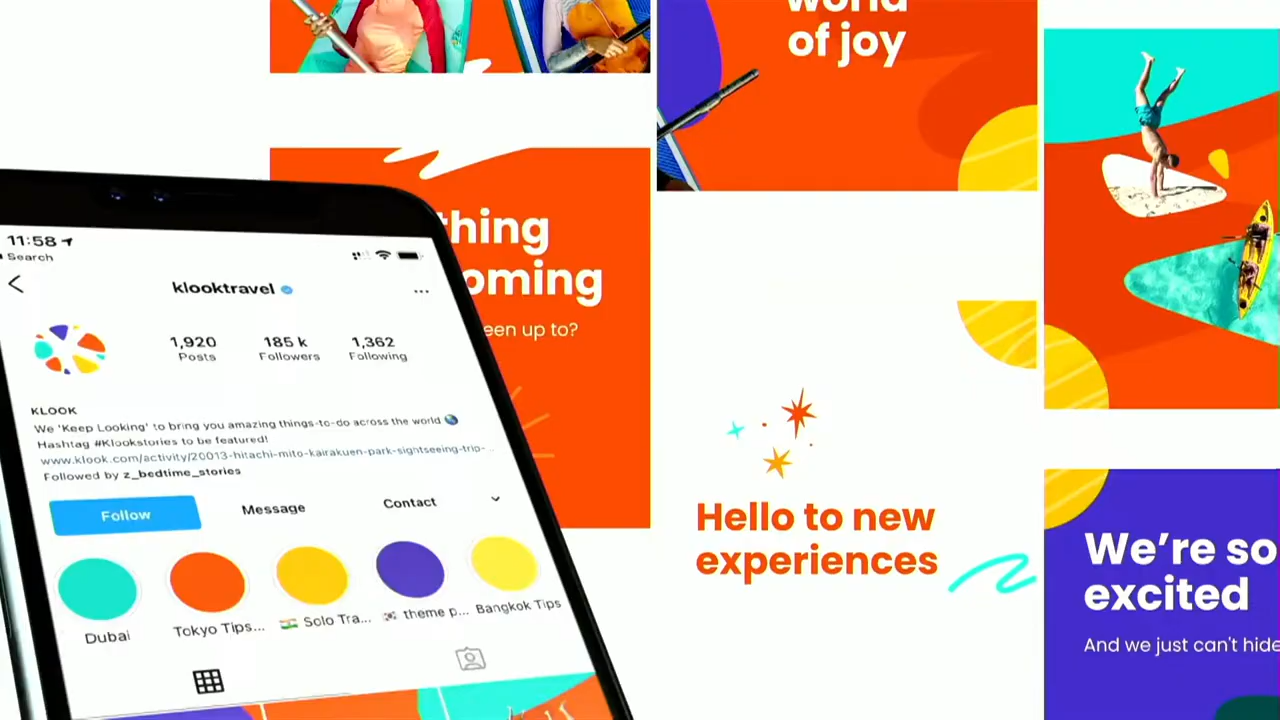 world
of joy
thing
oming
een up to?
11:58
Search
klooktravel
...
1,920
Posts
185 k
Followers
1,362
Following
KLOOK
We 'Keep Looking' to bring you amazing things-to-do across the world
Hashtag #Klookstories to be featured!
www.klook.com/activity/20013-hitachi-mito-kairakuen-park-sightseeing-trip-...
Followed by z_bedtime_stories
Follow
Message
Contact
Dubai
Tokyo Tips...
Solo Tra...
theme p...
Bangkok Tips
Hello to new
experiences
We're so
excited
And we just can't hide